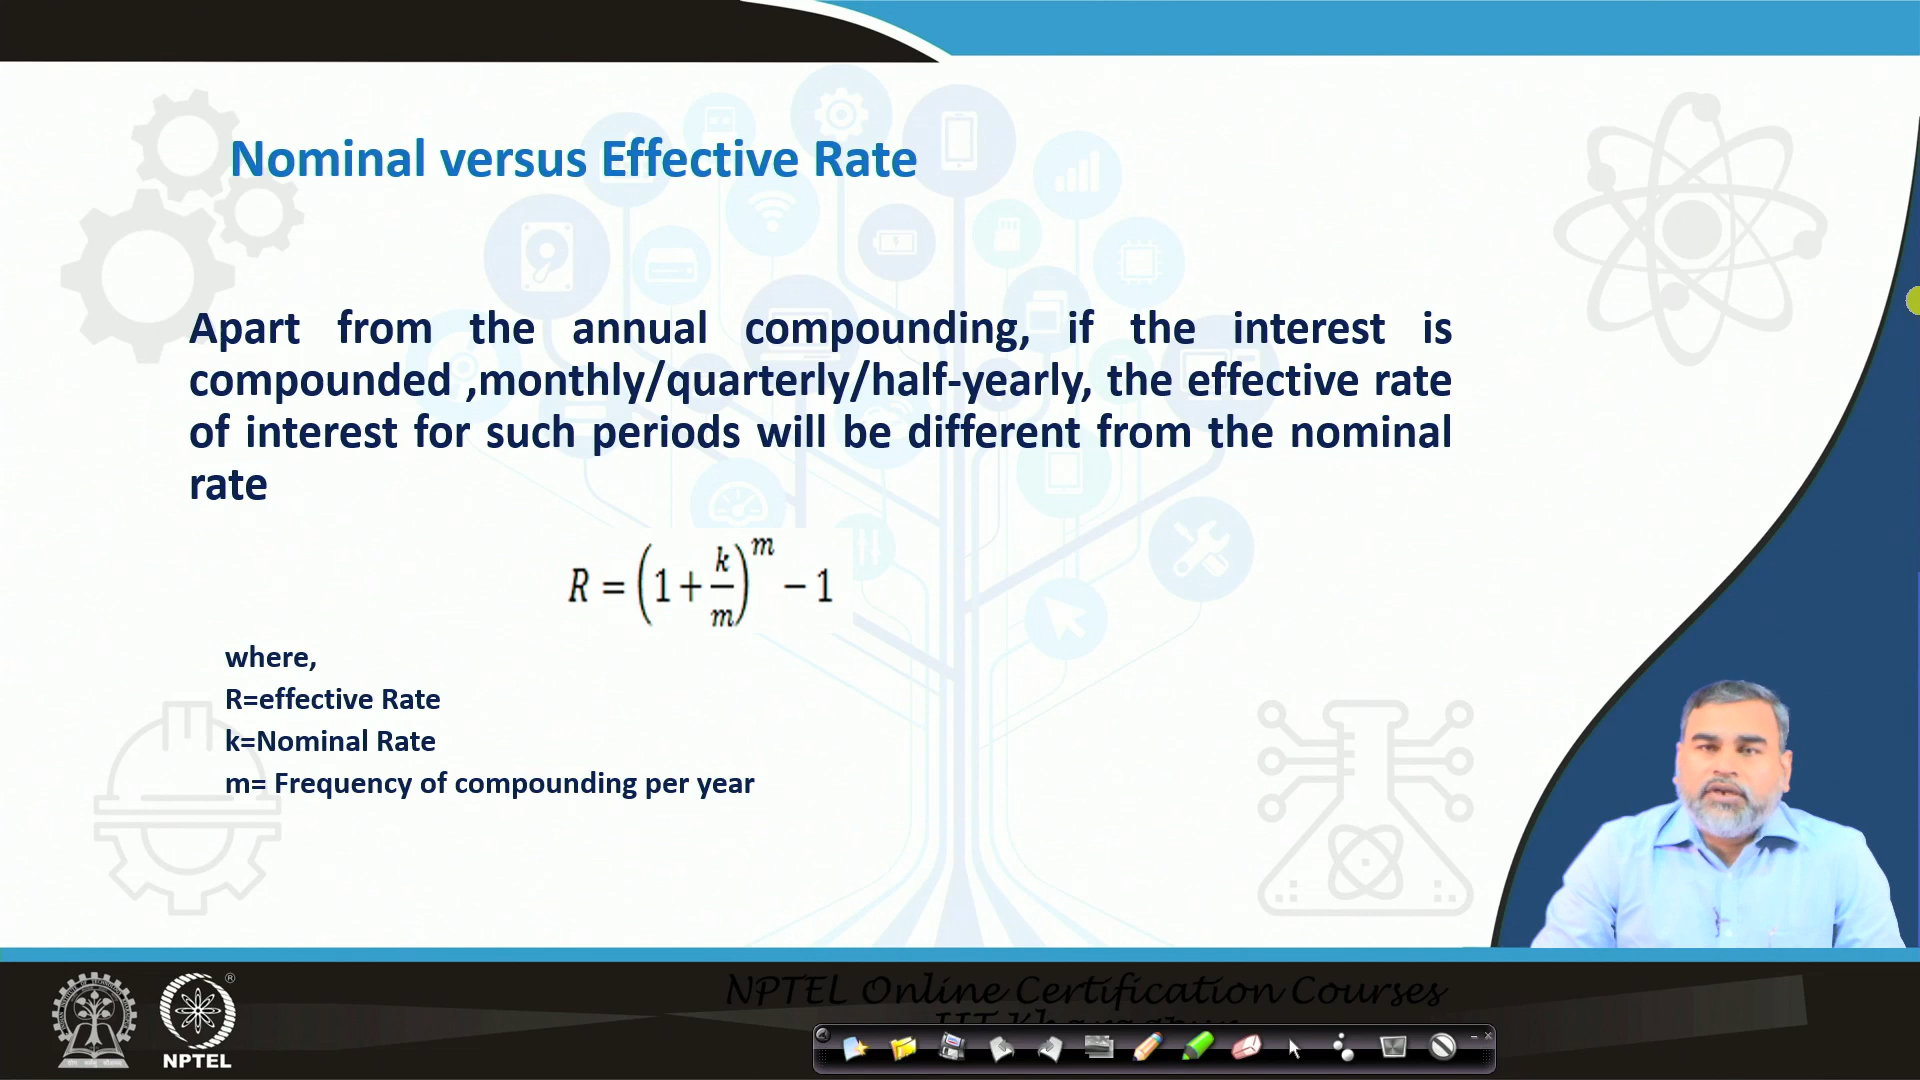 Nominal versus Effective Rate
Apart from the annual compounding, if the interest is
compounded ,monthly/quarterly/half-yearly, the effective rate
of interest for such periods will be different from the nominal
rate
R = (1 + k/m)^m − 1
where,
R=effective Rate
k=Nominal Rate
m= Frequency of compounding per year
NPTEL Online Certification Courses
IIT Kharagpur
®
NPTEL